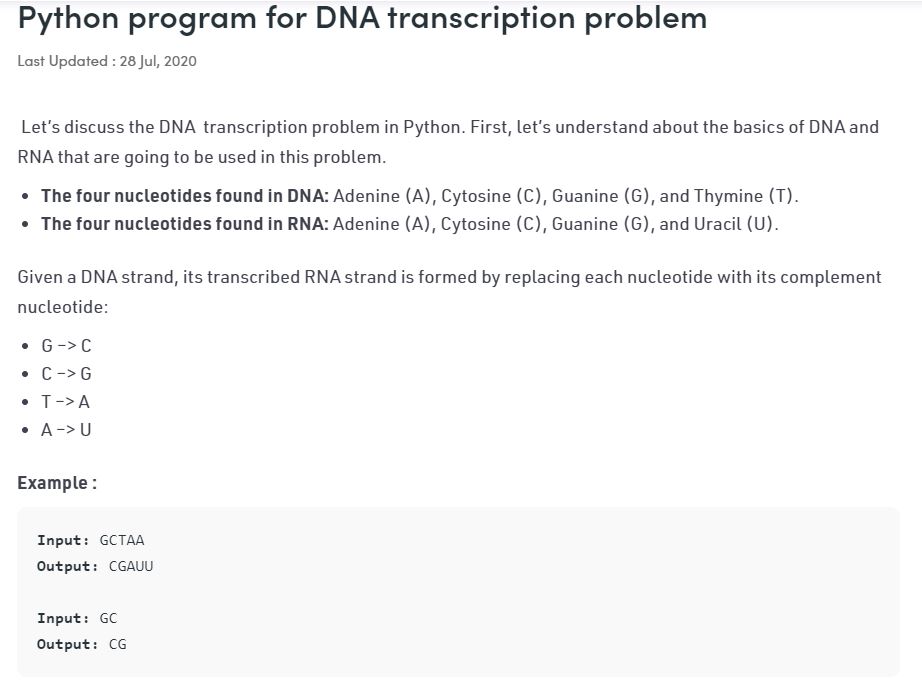 Python program for DNA transcription problem
Last Updated : 28 Jul, 2020
Let’s discuss the DNA  transcription problem in Python. First, let’s understand about the basics of DNA and
RNA that are going to be used in this problem.
• The four nucleotides found in DNA: Adenine (A), Cytosine (C), Guanine (G), and Thymine (T).
• The four nucleotides found in RNA: Adenine (A), Cytosine (C), Guanine (G), and Uracil (U).
Given a DNA strand, its transcribed RNA strand is formed by replacing each nucleotide with its complement
nucleotide:
• G –> C
• C –> G
• T –> A
• A –> U
Example :
Input: GCTAA
Output: CGAUU
Input: GC
Output: CG